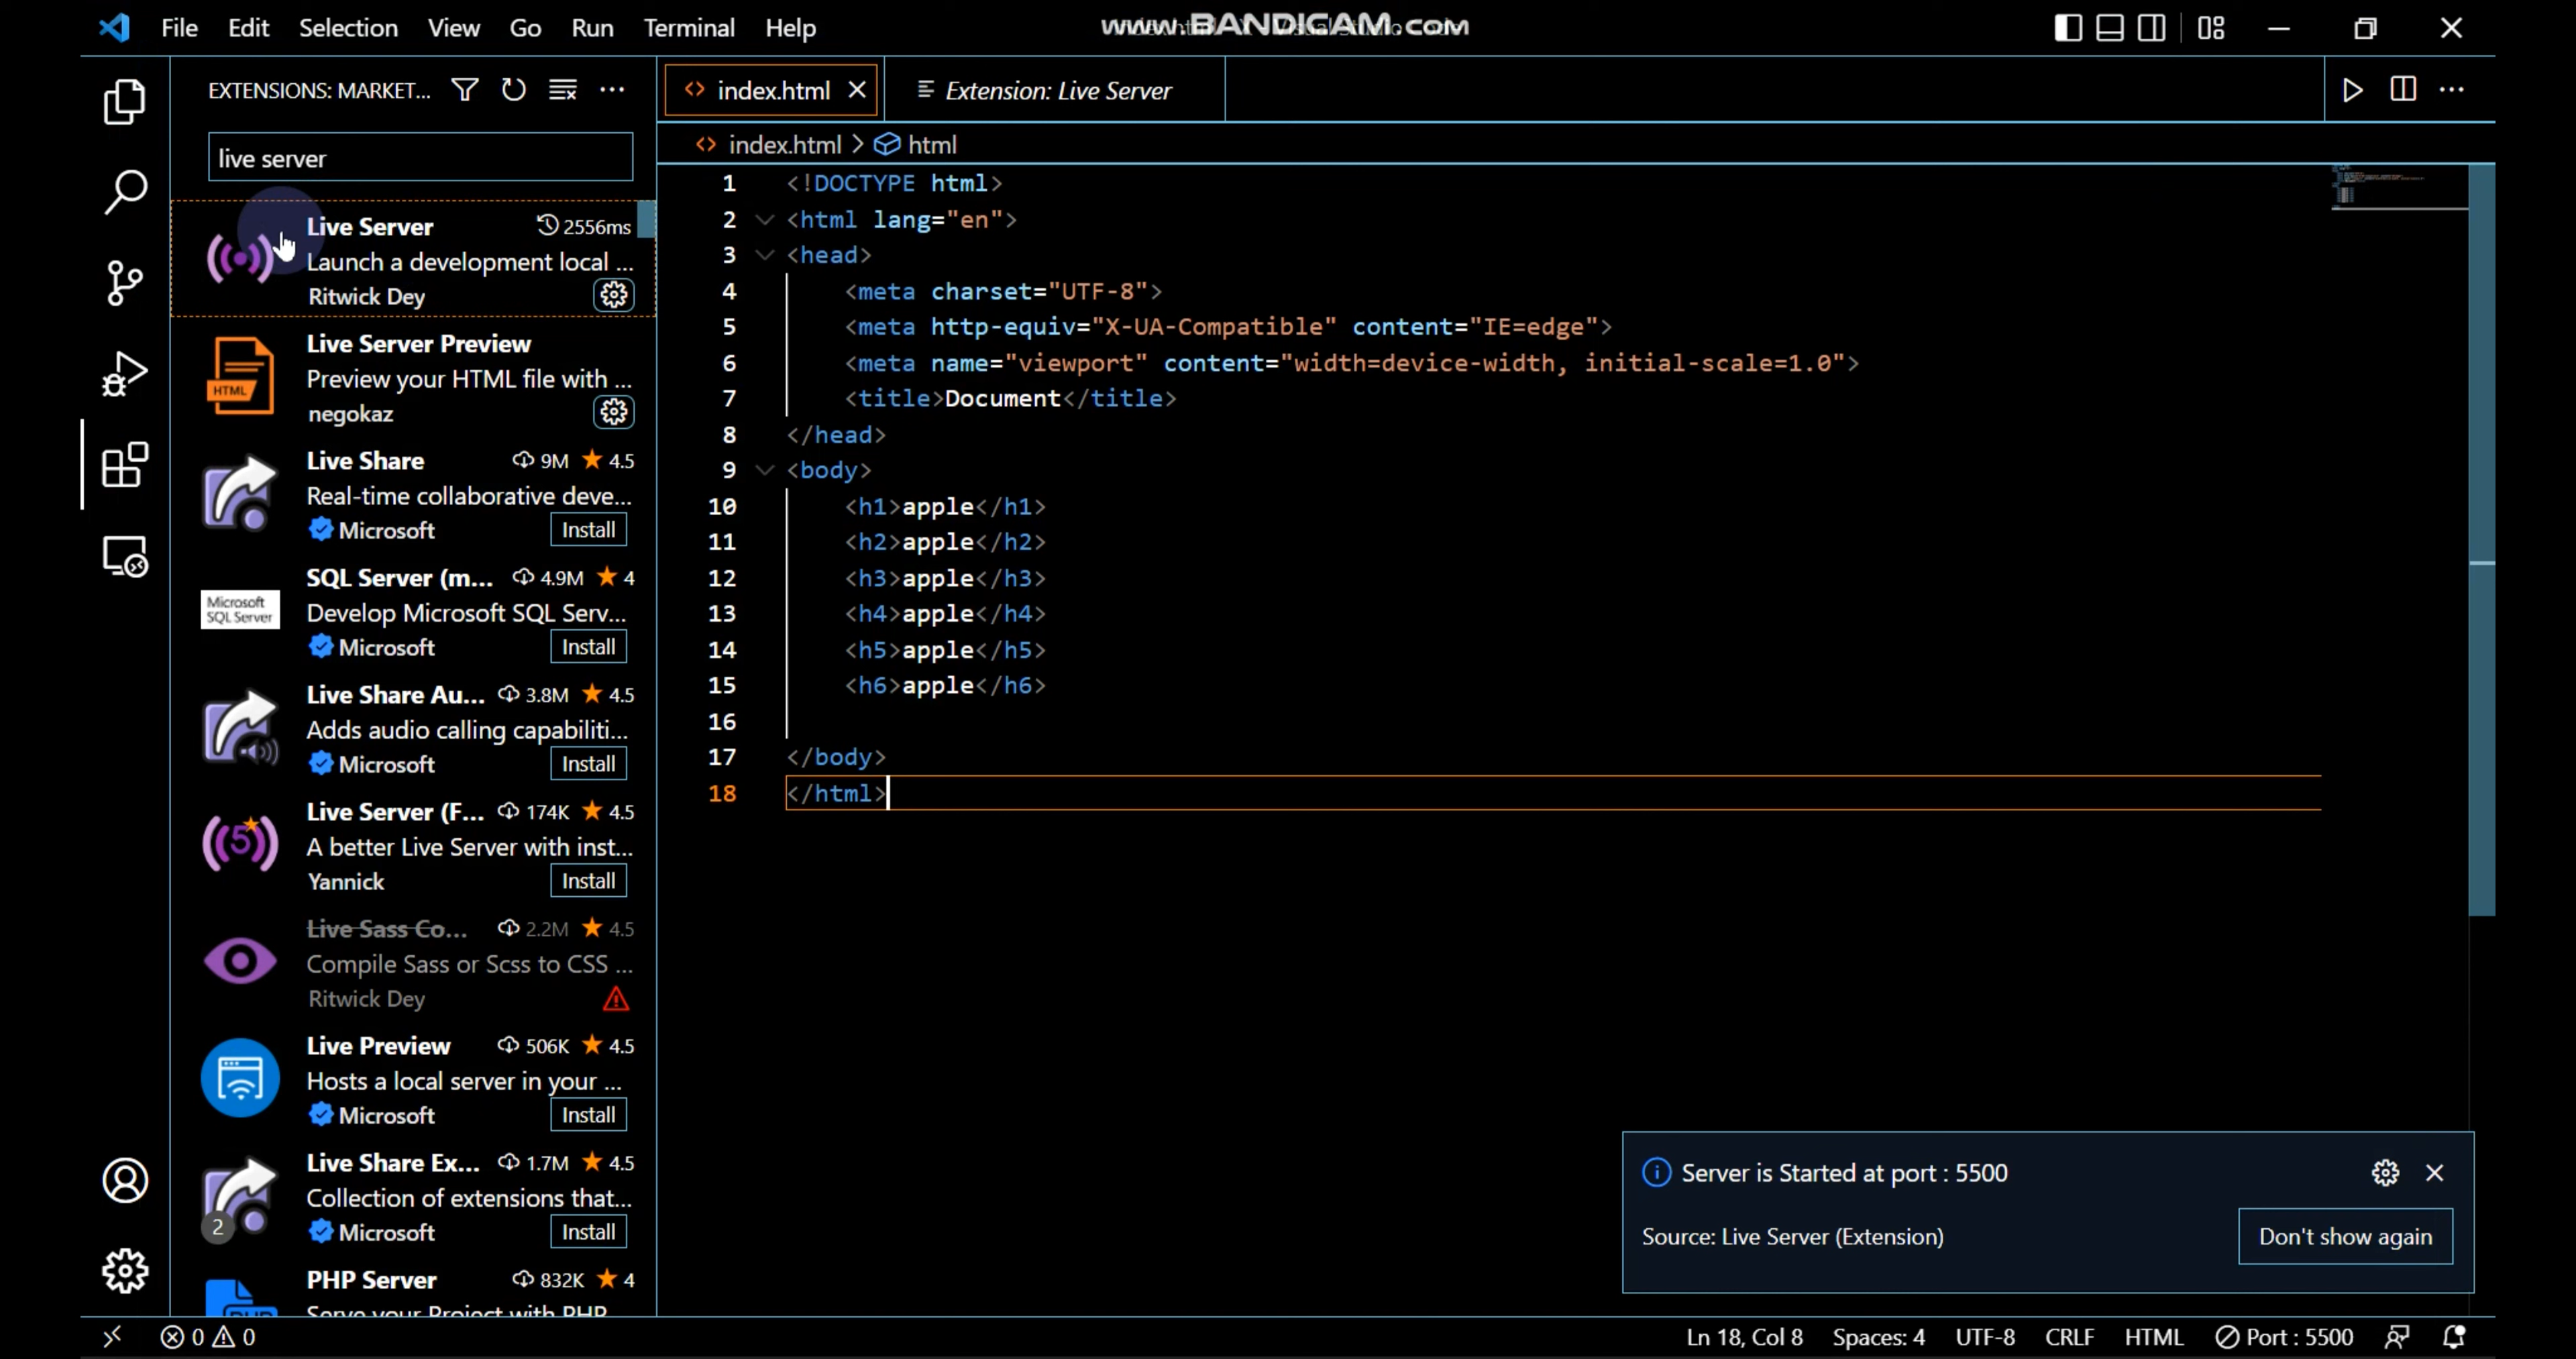 File Edit Selection View Go Run Terminal Help
www.BANDICAM.com
EXTENSIONS: MARKET...
live server
Live Server 2556ms
Launch a development local ...
Ritwick Dey
HTML
Live Server Preview
Preview your HTML file with ...
negokaz
Live Share 9M 4.5
Real-time collaborative deve...
Microsoft Install
Microsoft
SQL Server
SQL Server (m... 4.9M 4
Develop Microsoft SQL Serv...
Microsoft Install
Live Share Au... 3.8M 4.5
Adds audio calling capabiliti...
Microsoft Install
5
Live Server (F... 174K 4.5
A better Live Server with inst...
Yannick Install
Live Sass Co... 2.2M 4.5
Compile Sass or Scss to CSS ...
Ritwick Dey
Live Preview 506K 4.5
Hosts a local server in your ...
Microsoft Install
Live Share Ex... 1.7M 4.5
Collection of extensions that...
2
Microsoft Install
PHP Server 832K 4
Serve your Project with PHP
index.html Extension: Live Server
index.html > html
1 <!DOCTYPE html>
2 <html lang="en">
3 <head>
4 <meta charset="UTF-8">
5 <meta http-equiv="X-UA-Compatible" content="IE=edge">
6 <meta name="viewport" content="width=device-width, initial-scale=1.0">
7 <title>Document</title>
8 </head>
9 <body>
10 <h1>apple</h1>
11 <h2>apple</h2>
12 <h3>apple</h3>
13 <h4>apple</h4>
14 <h5>apple</h5>
15 <h6>apple</h6>
16
17 </body>
18 </html>
Server is Started at port : 5500
Source: Live Server (Extension) Don't show again
0 0 Ln 18, Col 8 Spaces: 4 UTF-8 CRLF HTML Port : 5500